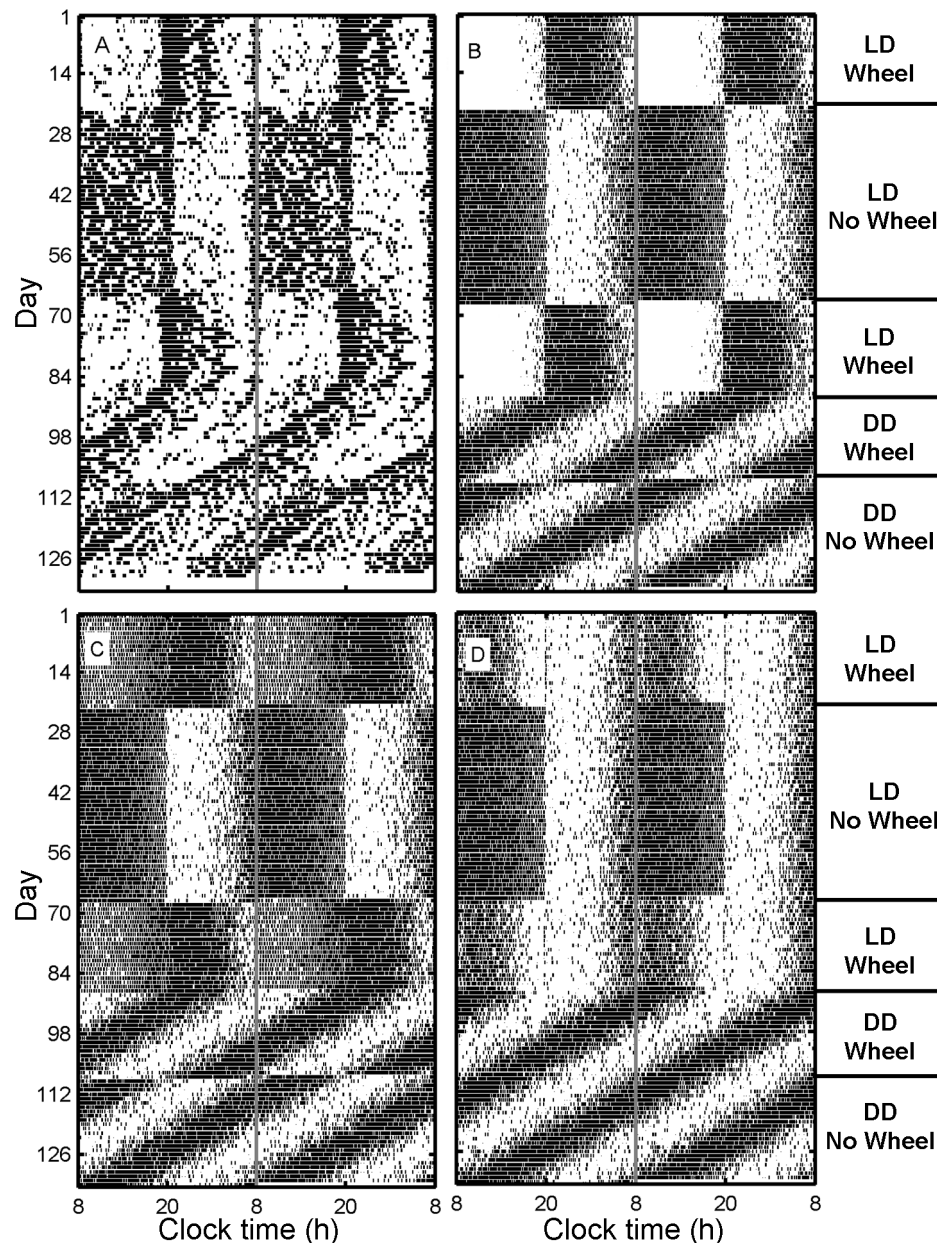 A
B
C
D
1
14
28
42
56
70
84
98
112
126
Day
1
14
28
42
56
70
84
98
112
126
Day
8
20
8
20
8
Clock time (h)
8
20
8
20
8
Clock time (h)
LD
Wheel
LD
No Wheel
LD
Wheel
DD
Wheel
DD
No Wheel
LD
Wheel
LD
No Wheel
LD
Wheel
DD
Wheel
DD
No Wheel